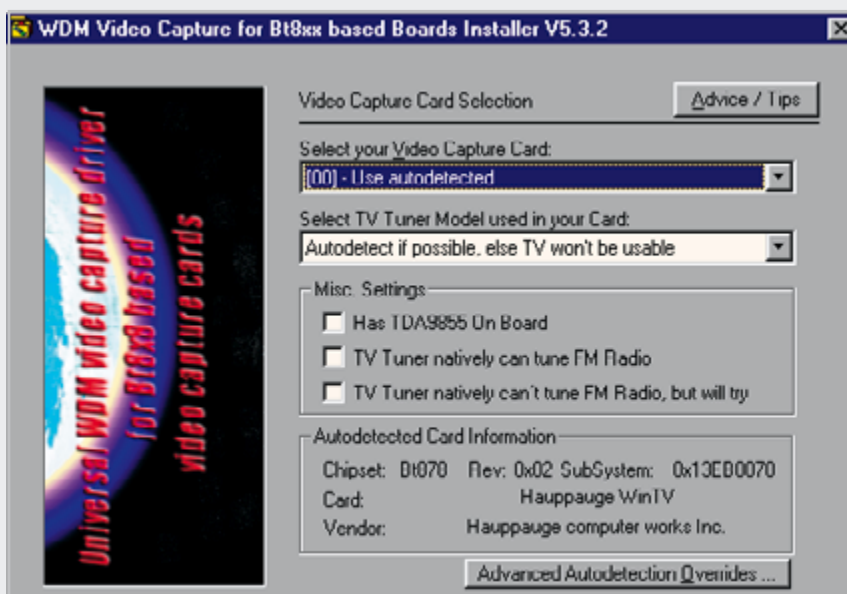 WDM Video Capture for Bt8xx based Boards Installer V5.3.2
Universal WDM video capture driver
for Bt8x8 based
video capture cards
Video Capture Card Selection
Advice / Tips
Select your Video Capture Card:
[00] - Use autodetected
Select TV Tuner Model used in your Card:
Autodetect if possible, else TV won't be usable
Misc. Settings
Has TDA9855 On Board
TV Tuner natively can tune FM Radio
TV Tuner natively can't tune FM Radio, but will try
Autodetected Card Information
Chipset: Bt878 Rev: 0x02 SubSystem: 0x13EB0070
Card: Hauppauge WinTV
Vendor: Hauppauge computer works Inc.
Advanced Autodetection Overrides ...